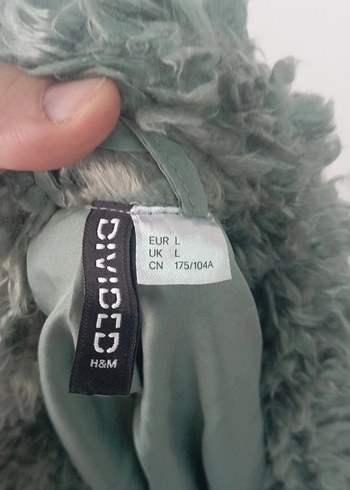 DIVIDED
H&M
EUR L
UK L
CN 175/104A